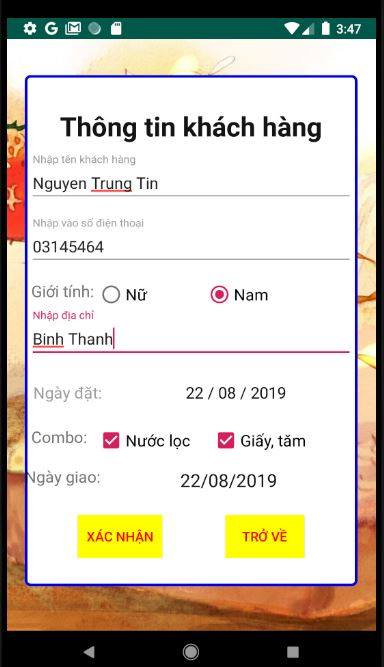 3:47
Thông tin khách hàng
Nhập tên khách hàng
Nguyen Trung Tin
Nhập vào số điện thoại
03145464
Giới tính: Nữ Nam
Nhập địa chỉ
Binh Thanh
Ngày đặt: 22 / 08 / 2019
Combo: Nước lọc Giấy, tăm
Ngày giao: 22/08/2019
XÁC NHẬN TRỞ VỀ